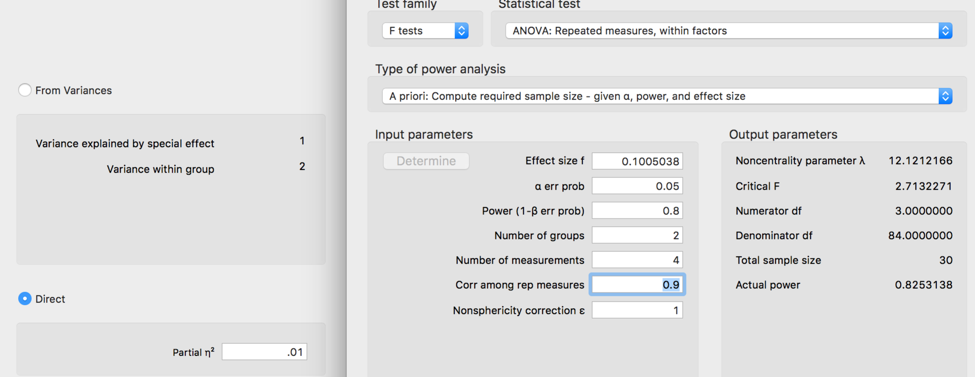 Test family
Statistical test
F tests
ANOVA: Repeated measures, within factors
Type of power analysis
A priori: Compute required sample size - given α, power, and effect size
From Variances
Variance explained by special effect 1
Variance within group 2
Direct
Partial η² .01
Input parameters
Determine
Effect size f 0.1005038
α err prob 0.05
Power (1-β err prob) 0.8
Number of groups 2
Number of measurements 4
Corr among rep measures 0.9
Nonsphericity correction ε 1
Output parameters
Noncentrality parameter λ 12.1212166
Critical F 2.7132271
Numerator df 3.0000000
Denominator df 84.0000000
Total sample size 30
Actual power 0.8253138